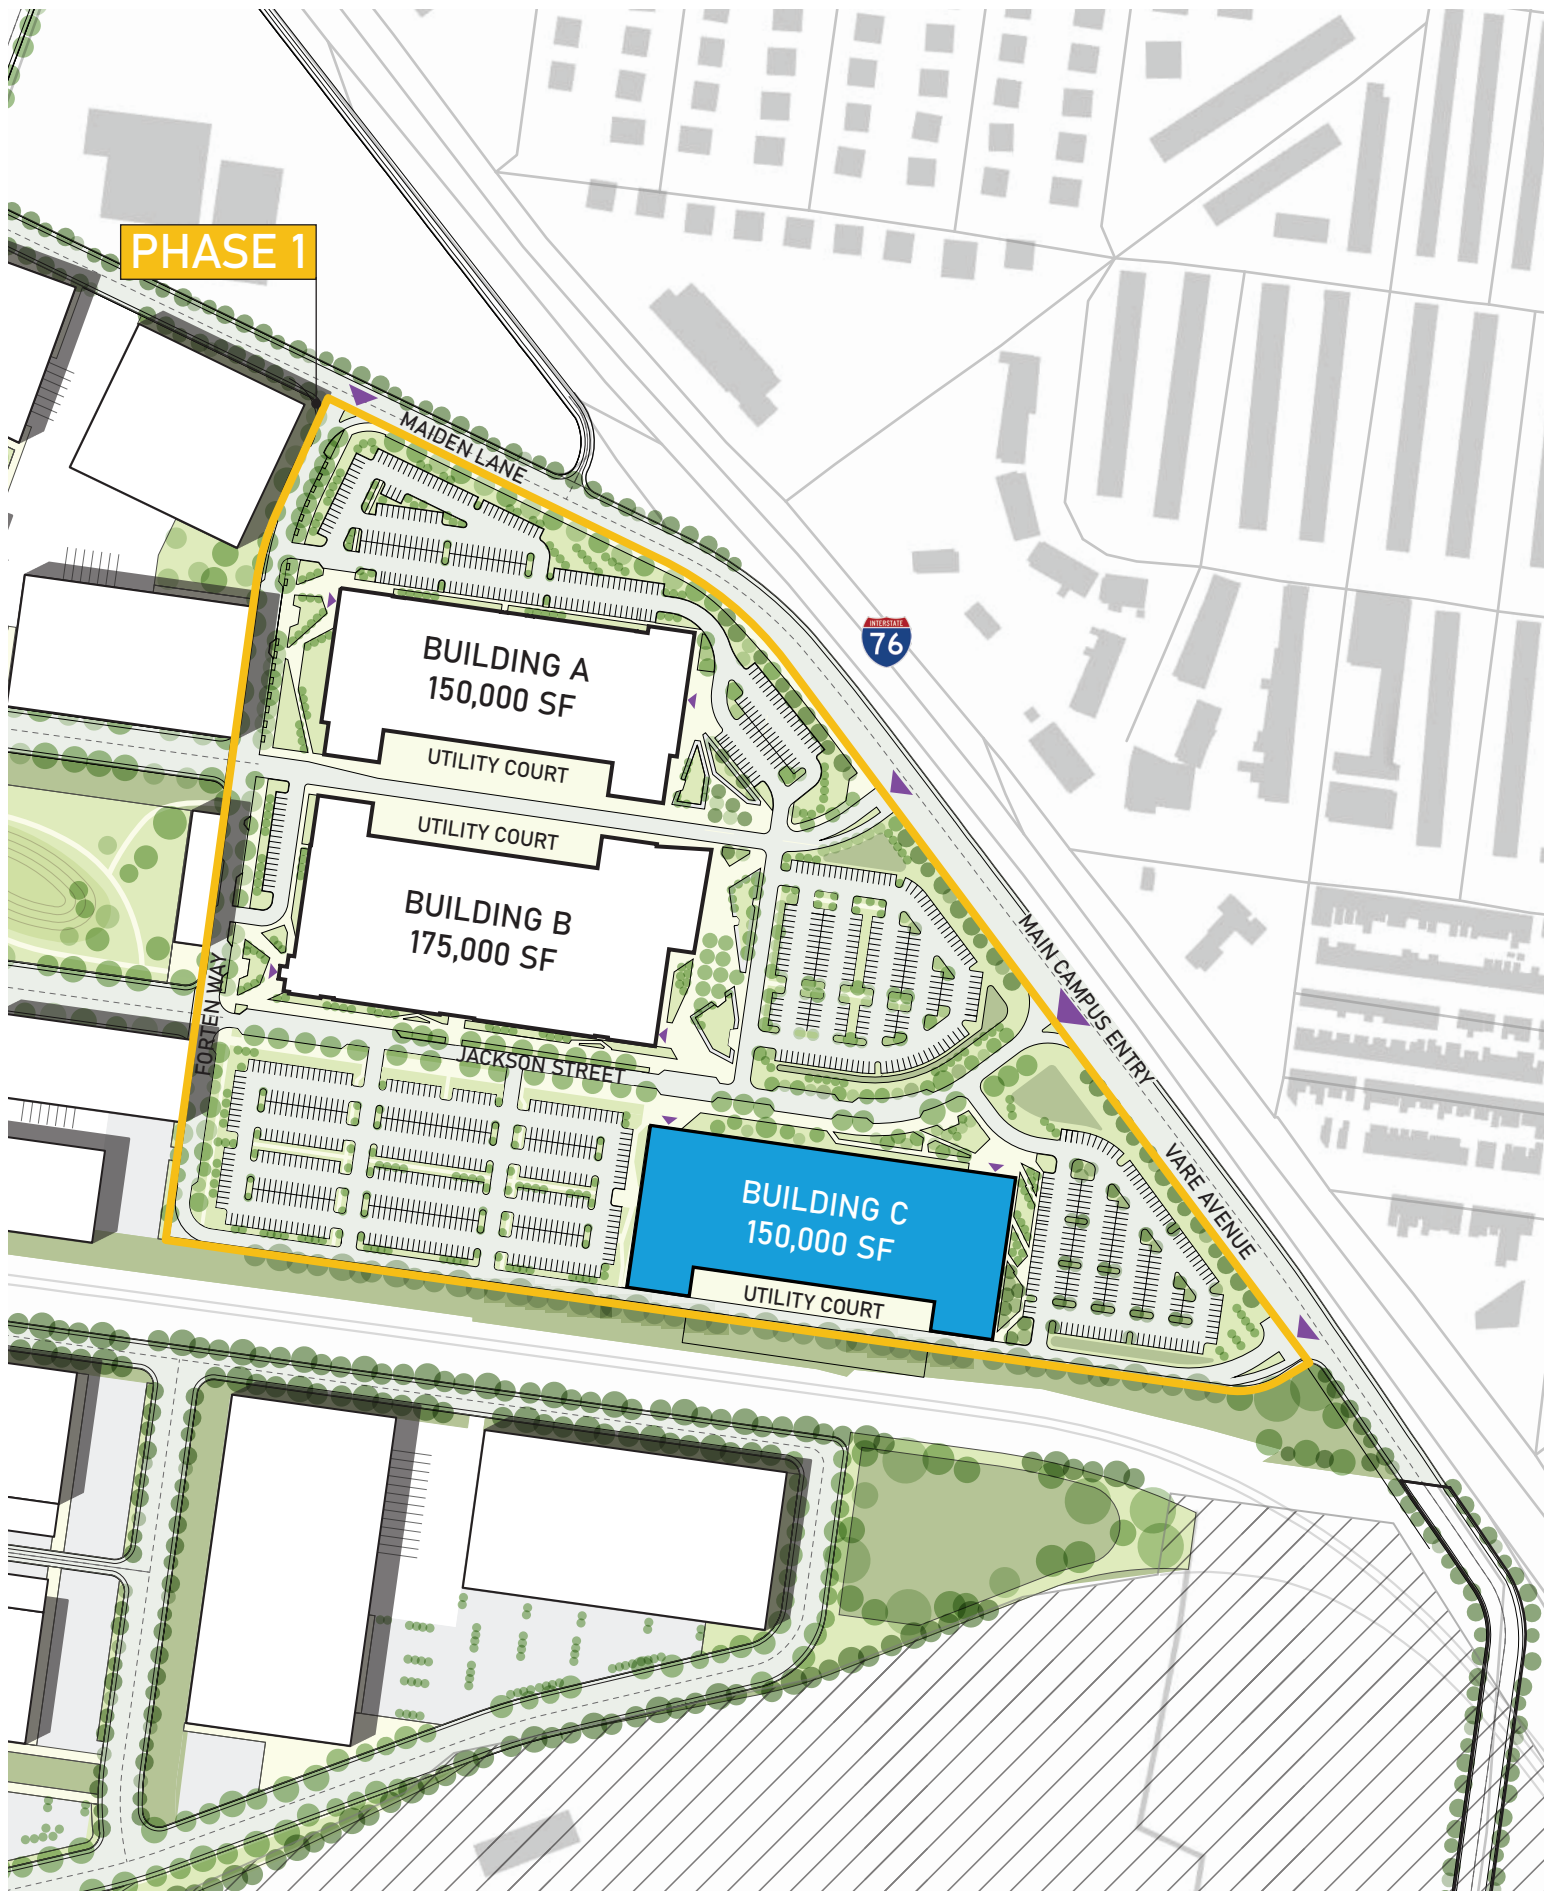 PHASE 1
MAIDEN LANE
INTERSTATE
76
BUILDING A
150,000 SF
UTILITY COURT
UTILITY COURT
BUILDING B
175,000 SF
FORTEN WAY
MAIN CAMPUS ENTRY
JACKSON STREET
VARE AVENUE
BUILDING C
150,000 SF
UTILITY COURT